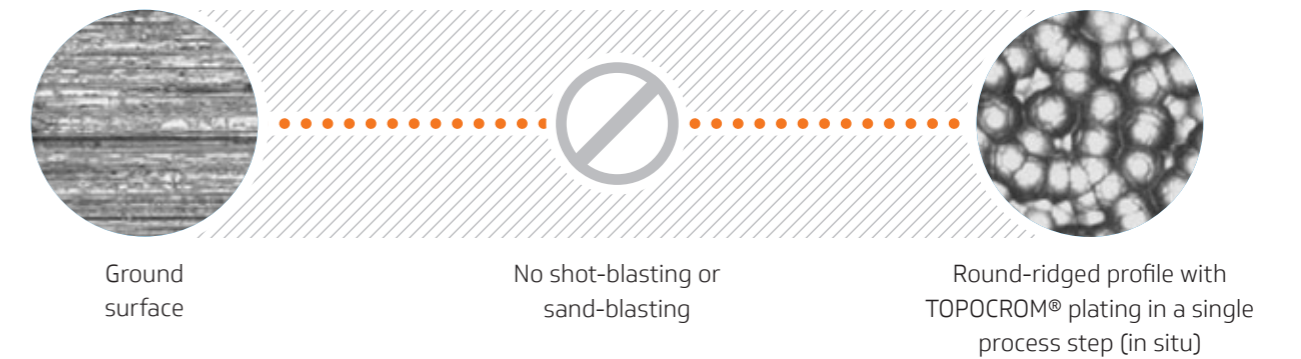 Ground
surface
No shot-blasting or
sand-blasting
Round-ridged profile with
TOPOCROM® plating in a single
process step (in situ)